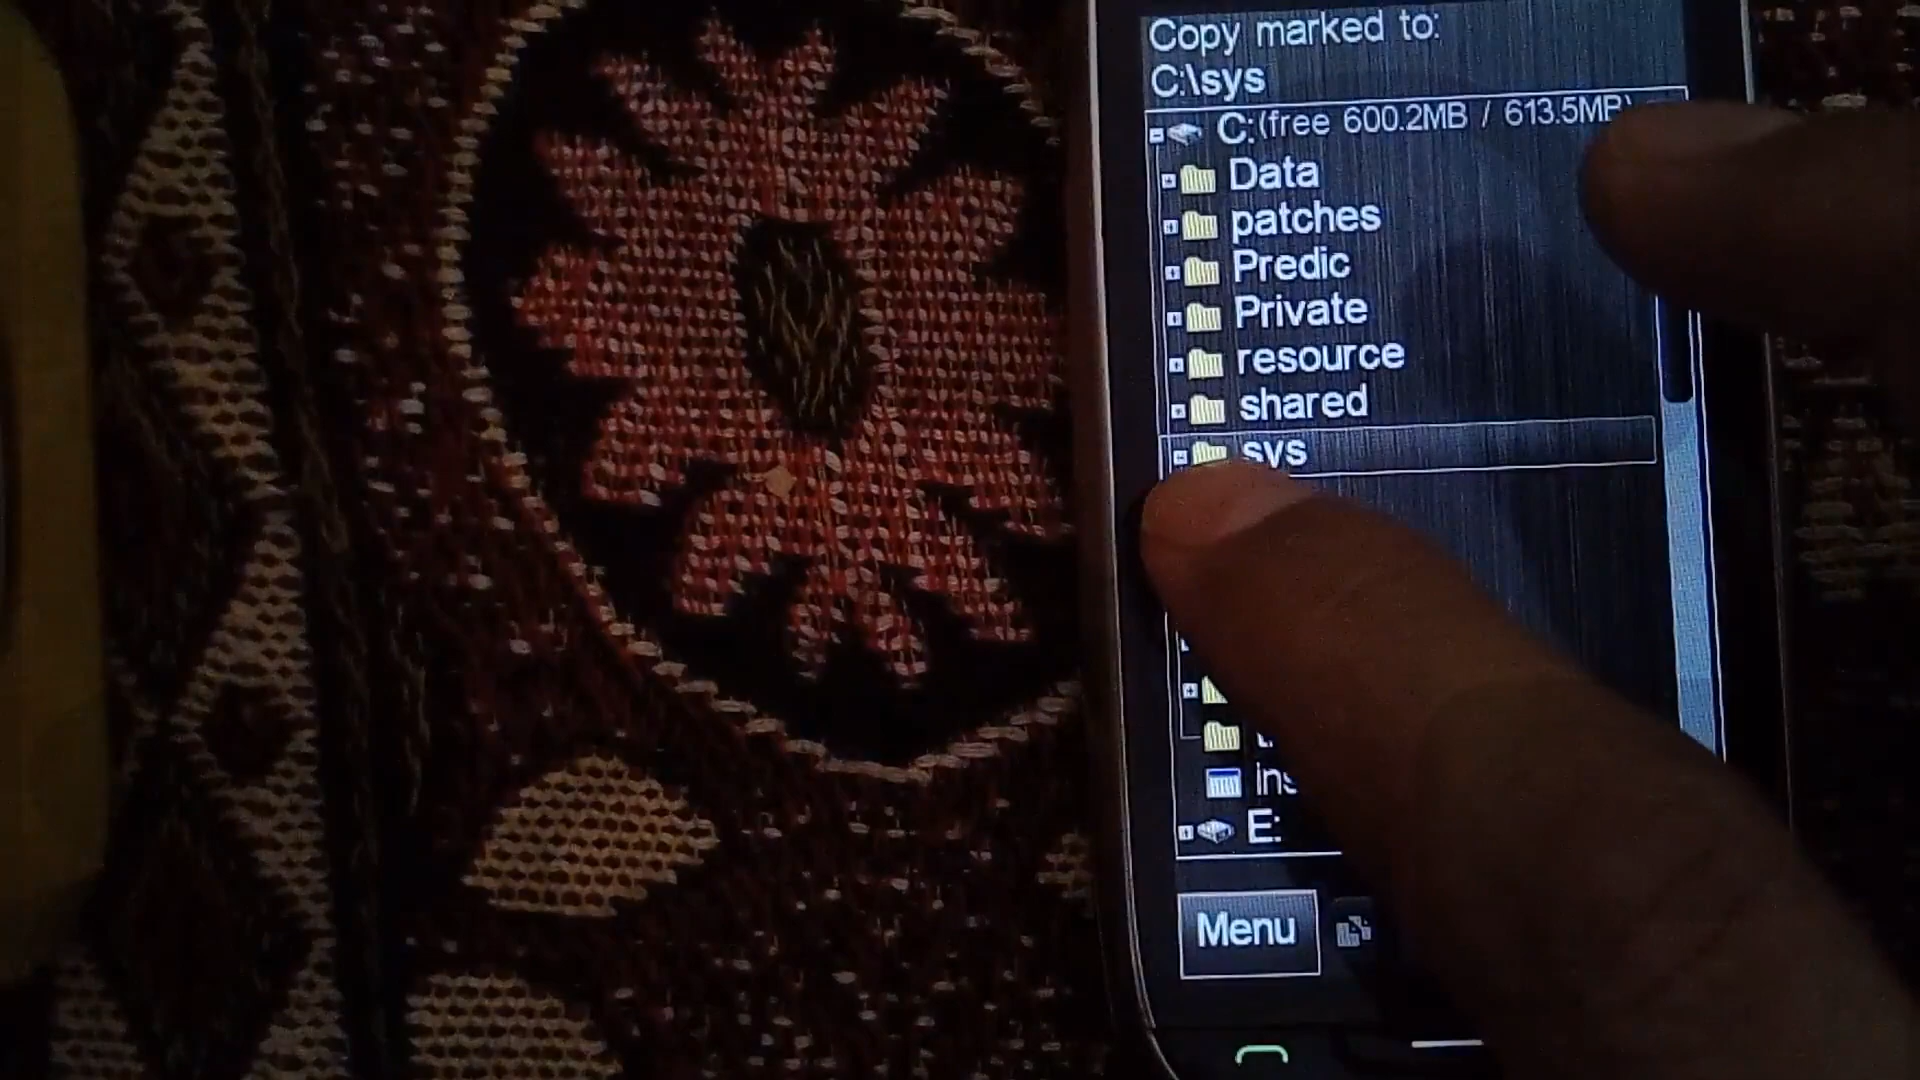 Copy marked to:
C:\sys
C:(free 600.2MB / 613.5MB)
Data
patches
Predic
Private
resource
shared
sys
E:
Menu